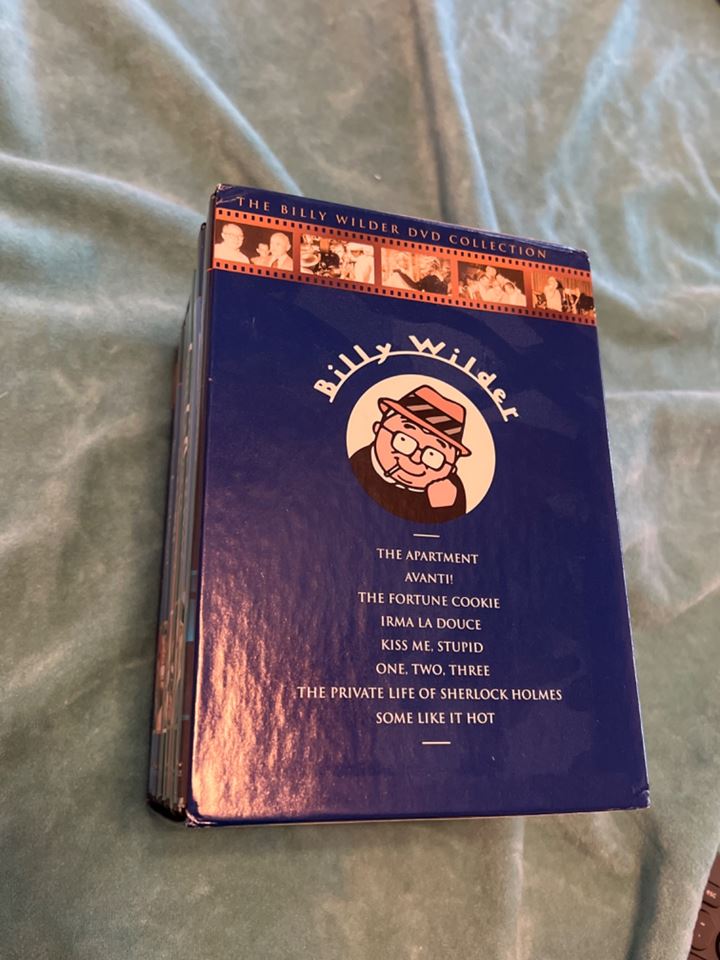 THE BILLY WILDER DVD COLLECTION
Billy Wilder
THE APARTMENT
AVANTI!
THE FORTUNE COOKIE
IRMA LA DOUCE
KISS ME, STUPID
ONE, TWO, THREE
THE PRIVATE LIFE OF SHERLOCK HOLMES
SOME LIKE IT HOT